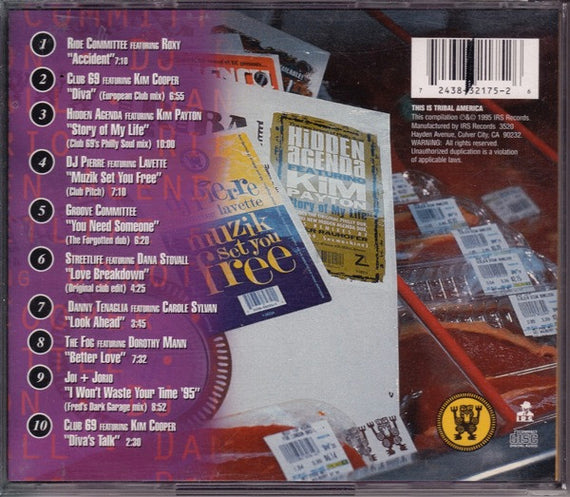 1 Ride Committee featuring Roxy
"Accident" 7:10
2 Club 69 featuring Kim Cooper
"Diva" (European Club mix) 6:55
3 Hidden Agenda featuring Kim Payton
"Story of My Life"
(Club 69's Philly Soul mix) 10:00
4 DJ Pierre featuring Lavette
"Muzik Set You Free"
(Club Pitch) 7:10
5 Groove Committee
"You Need Someone"
(The Forgotten dub) 6:20
6 Streetlife featuring Dana Stovall
"Love Breakdown"
(Original club edit) 4:25
7 Danny Tenaglia featuring Carole Sylvan
"Look Ahead" 3:45
8 The Fog featuring Dorothy Mann
"Better Love" 7:32
9 Joi + Jorio
"I Won't Waste Your Time '95"
(Fred's Dark Garage mix) 6:52
10 Club 69 featuring Kim Cooper
"Diva's Talk" 2:30
HIDDEN
AGENDA
FEATURING
KIM
Story of My Life
lavette
muzik
set you
free
7 24438-32175-2 6
THIS IS TRIBAL AMERICA
This compilation ℗&© 1995 IRS Records.
Manufactured by IRS Records 3520
Hayden Avenue, Culver City, CA 90232.
WARNING: All rights reserved.
Unauthorized duplication is a violation
of applicable laws.
COMPACT
disc
DIGITAL AUDIO